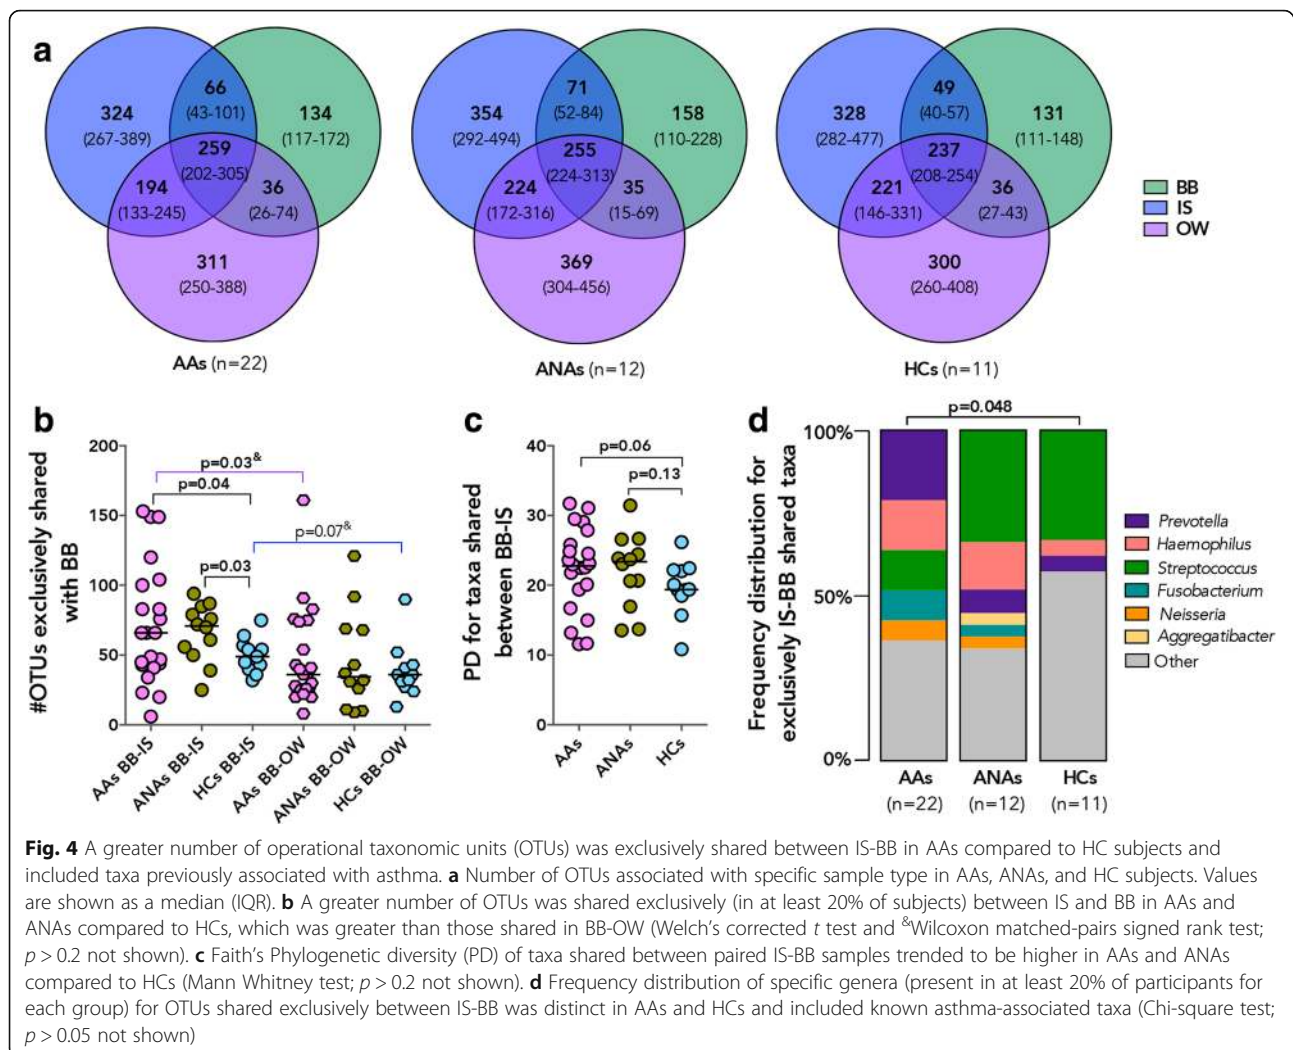 a
66
(43-101)
324
(267-389)
134
(117-172)
259
(202-305)
194
(133-245)
36
(26-74)
311
(250-388)
AAs (n=22)
71
(52-84)
354
(292-494)
158
(110-228)
255
(224-313)
224
(172-316)
35
(15-69)
369
(304-456)
ANAs (n=12)
49
(40-57)
328
(282-477)
131
(111-148)
237
(208-254)
221
(146-331)
36
(27-43)
300
(260-408)
HCs (n=11)
BB
IS
OW
b
#OTUs exclusively shared
with BB
200
150
100
50
0
p=0.03&
p=0.04
p=0.03
p=0.07&
AAs BB-IS
ANAs BB-IS
HCs BB-IS
AAs BB-OW
ANAs BB-OW
HCs BB-OW
c
PD for taxa shared
between BB-IS
40
30
20
10
0
p=0.06
p=0.13
AAs
ANAs
HCs
d
Frequency distribution for
exclusively IS-BB shared taxa
100%
50%
0%
p=0.048
AAs
(n=22)
ANAs
(n=12)
HCs
(n=11)
Prevotella
Haemophilus
Streptococcus
Fusobacterium
Neisseria
Aggregatibacter
Other
Fig. 4 A greater number of operational taxonomic units (OTUs) was exclusively shared between IS-BB in AAs compared to HC subjects and
included taxa previously associated with asthma. a Number of OTUs associated with specific sample type in AAs, ANAs, and HC subjects. Values
are shown as a median (IQR). b A greater number of OTUs was shared exclusively (in at least 20% of subjects) between IS and BB in AAs and
ANAs compared to HCs, which was greater than those shared in BB-OW (Welch's corrected t test and &Wilcoxon matched-pairs signed rank test;
p > 0.2 not shown). c Faith's Phylogenetic diversity (PD) of taxa shared between paired IS-BB samples trended to be higher in AAs and ANAs
compared to HCs (Mann Whitney test; p > 0.2 not shown). d Frequency distribution of specific genera (present in at least 20% of participants for
each group) for OTUs shared exclusively between IS-BB was distinct in AAs and HCs and included known asthma-associated taxa (Chi-square test;
p > 0.05 not shown)